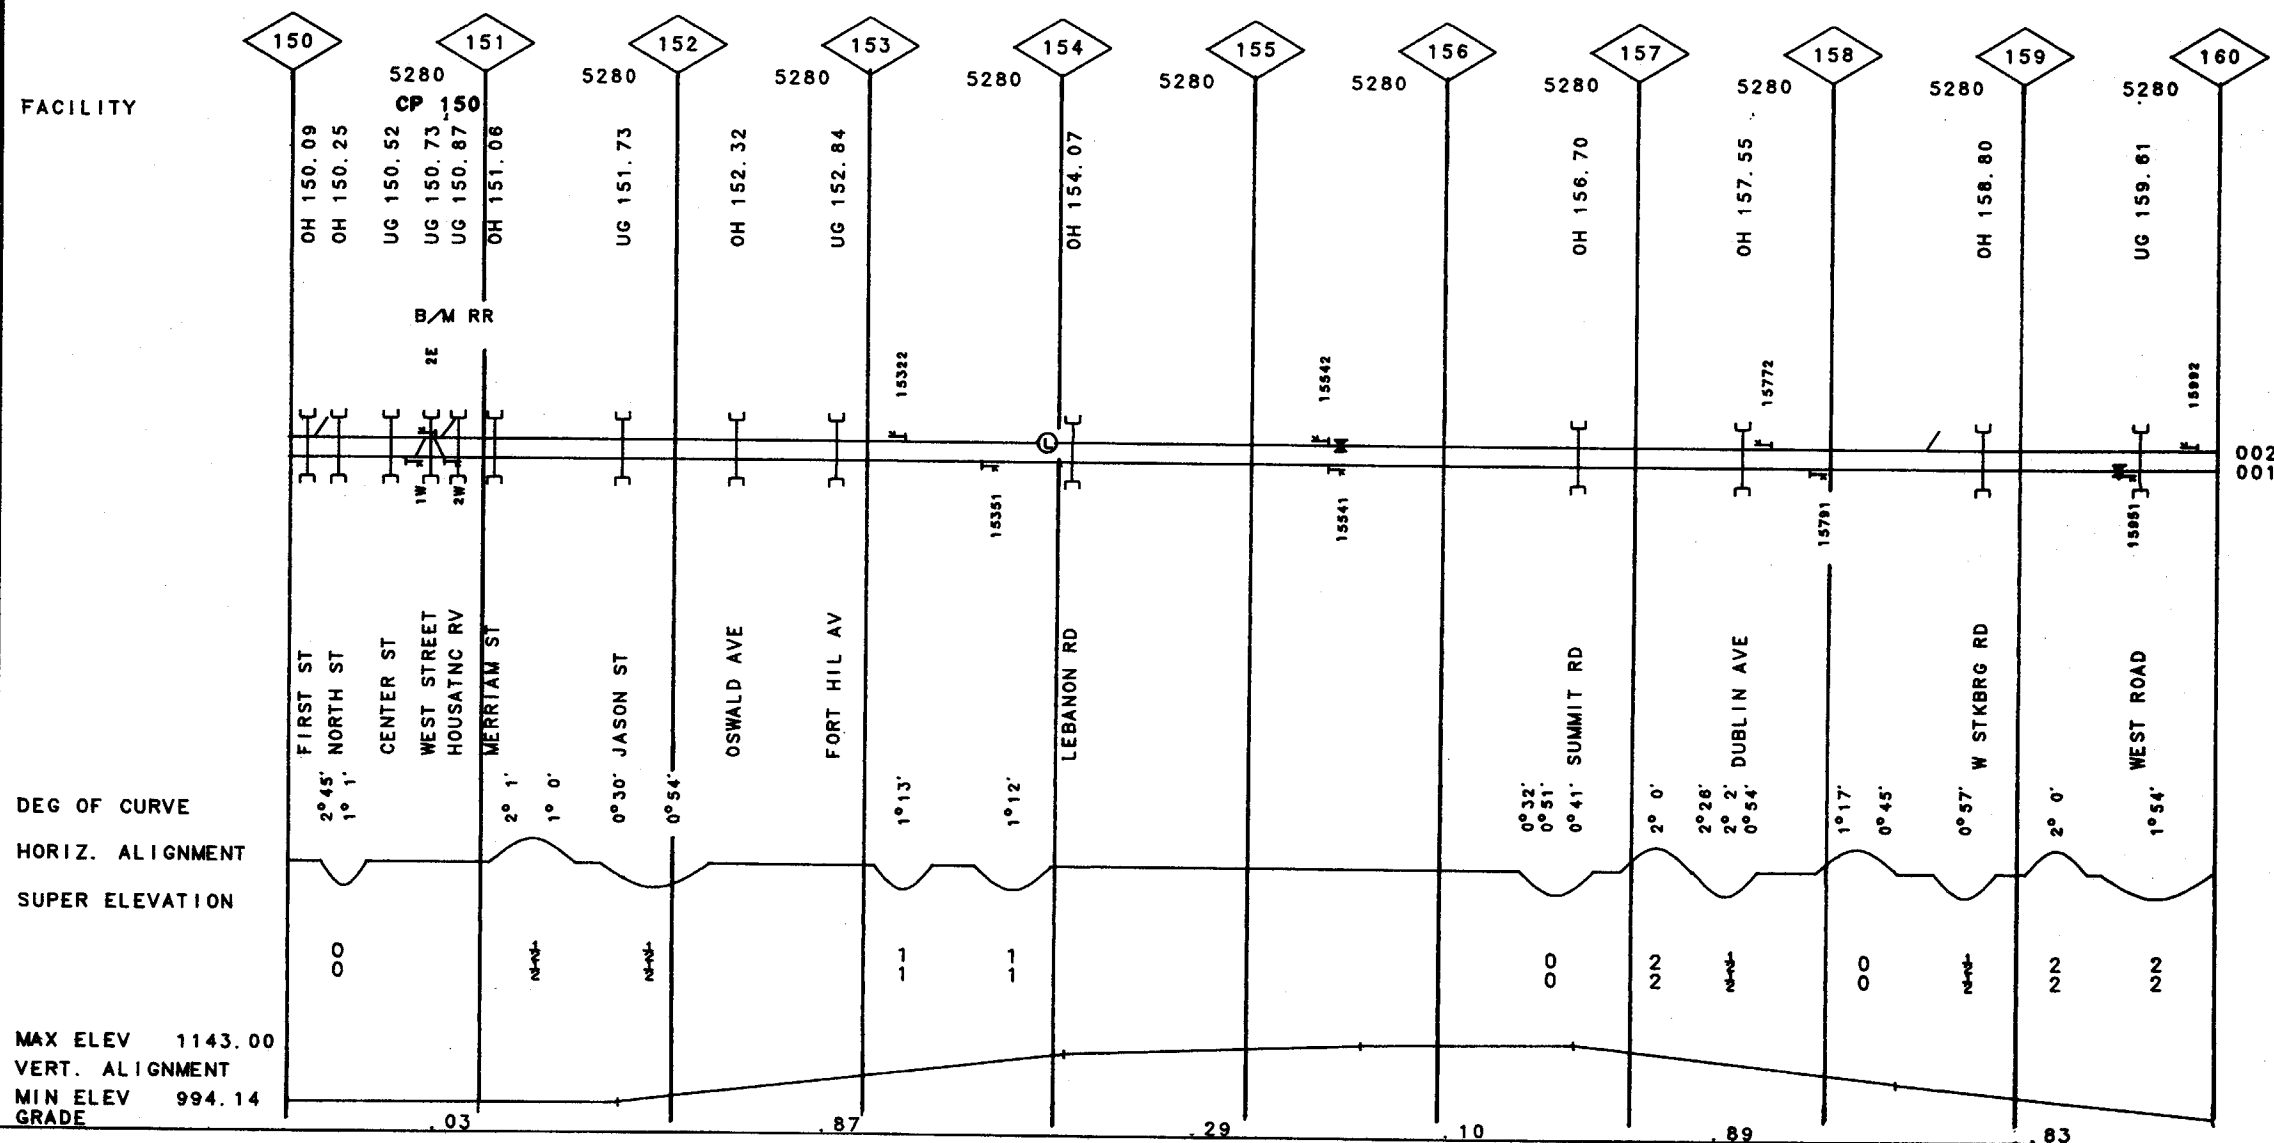 150 151 152 153 154 155 156 157 158 159 160
5280 5280 5280 5280 5280 5280 5280 5280 5280 5280
FACILITY
CP 150
OH 150.09
OH 150.25
UG 150.52
UG 150.73
UG 150.87
OH 151.06
UG 151.73
OH 152.32
UG 152.84
OH 154.07
OH 156.70
OH 157.55
OH 158.80
UG 159.61
B/M RR
2E
15322
15542
15772
15992
L
002
001
1W
2W
15351
15541
15791
15951
FIRST ST
NORTH ST
CENTER ST
WEST STREET
HOUSATNC RV
MERRIAM ST
JASON ST
OSWALD AVE
FORT HIL AV
LEBANON RD
SUMMIT RD
DUBLIN AVE
W STKBRG RD
WEST ROAD
DEG OF CURVE
2°45'
1° 1'
2° 1'
1° 0'
0°30'
0°54'
1°13'
1°12'
0°32'
0°51'
0°41'
2° 0'
2°26'
2° 2'
0°54'
1°17'
0°45'
0°57'
2° 0'
1°54'
HORIZ. ALIGNMENT
SUPER ELEVATION
0 1 1 0 2 0 2 2
0 1 1 0 2 0 2 2
MAX ELEV 1143.00
VERT. ALIGNMENT
MIN ELEV 994.14
GRADE
.03 .87 .29 .10 .89 .83